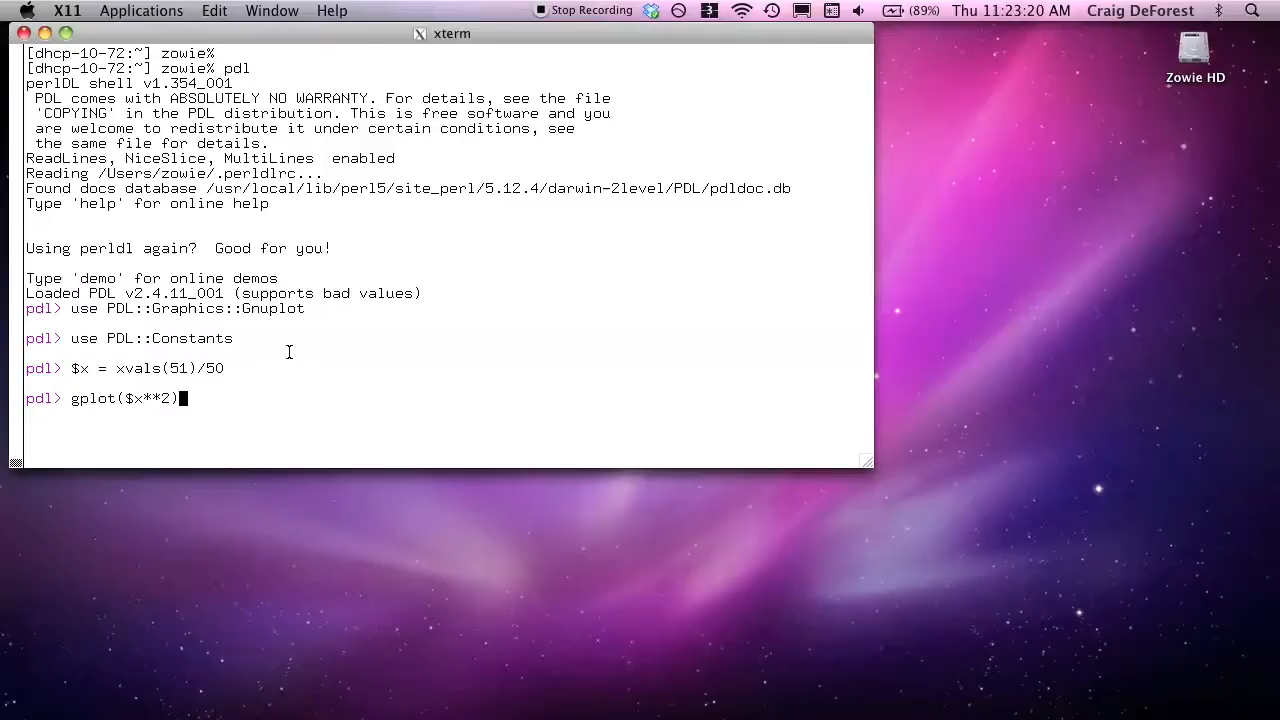 X11 Applications Edit Window Help Stop Recording 3 (89%) Thu 11:23:20 AM Craig DeForest
X xterm
[dhcp-10-72:~] zowie%
[dhcp-10-72:~] zowie% pdl
perlDL shell v1.354_001
PDL comes with ABSOLUTELY NO WARRANTY. For details, see the file
'COPYING' in the PDL distribution. This is free software and you
are welcome to redistribute it under certain conditions, see
the same file for details.
ReadLines, NiceSlice, MultiLines  enabled
Reading /Users/zowie/.perldlrc...
Found docs database /usr/local/lib/perl5/site_perl/5.12.4/darwin-2level/PDL/pdldoc.db
Type 'help' for online help
Using perldl again?  Good for you!
Type 'demo' for online demos
Loaded PDL v2.4.11_001 (supports bad values)
pdl> use PDL::Graphics::Gnuplot
pdl> use PDL::Constants
pdl> $x = xvals(51)/50
pdl> gplot($x**2)
Zowie HD